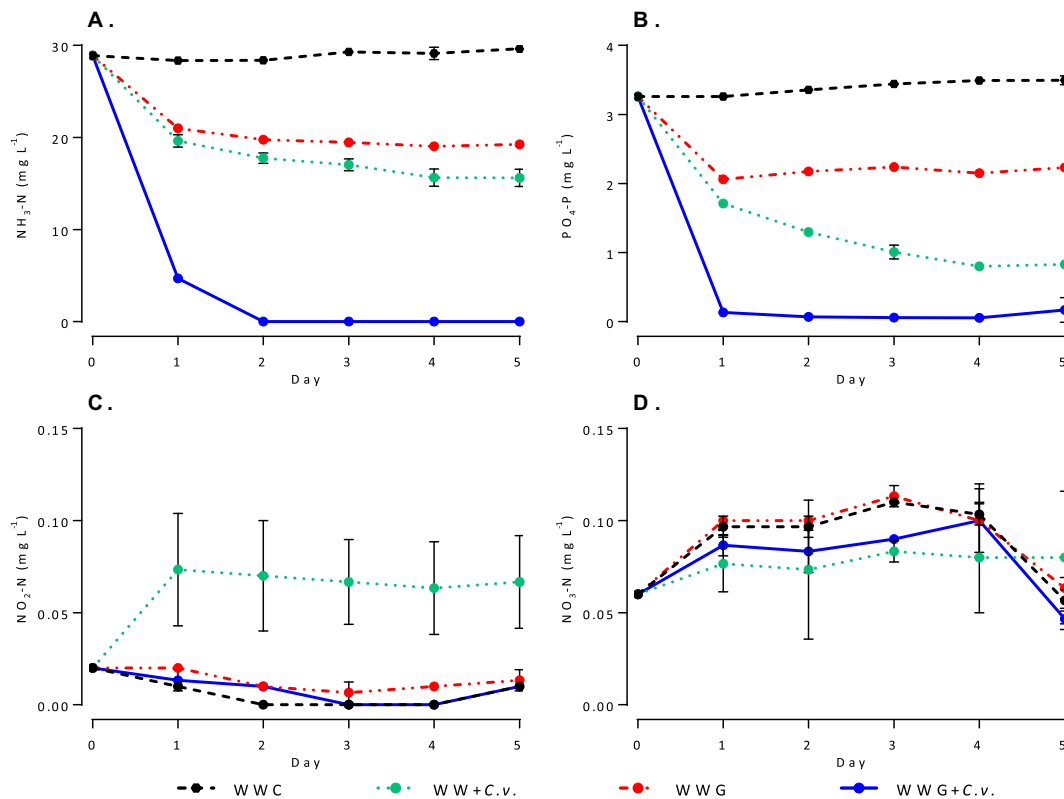 A. B.
30 4
20 3
10 2
0 1
0
NH3-N (mg L-1)
PO4-P (mg L-1)
0 1 2 3 4 5
Day
0 1 2 3 4 5
Day
C. D.
0.15 0.15
0.10 0.10
0.05 0.05
0.00 0.00
NO2-N (mg L-1)
NO3-N (mg L-1)
0 1 2 3 4 5
Day
0 1 2 3 4 5
Day
WWC WW+C.v. WWG WWG+C.v.